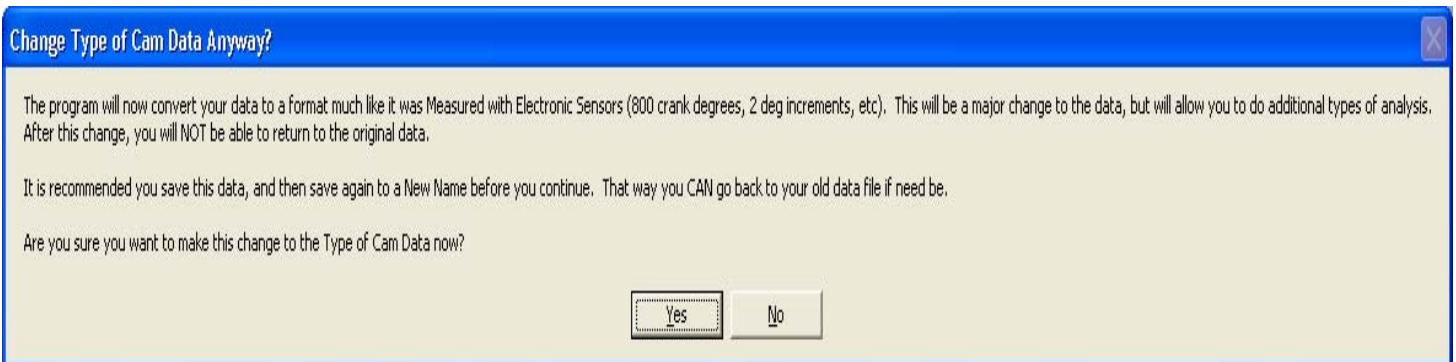 Change Type of Cam Data Anyway?
The program will now convert your data to a format much like it was Measured with Electronic Sensors (800 crank degrees, 2 deg increments, etc).  This will be a major change to the data, but will allow you to do additional types of analysis.
After this change, you will NOT be able to return to the original data.
It is recommended you save this data, and then save again to a New Name before you continue.  That way you CAN go back to your old data file if need be.
Are you sure you want to make this change to the Type of Cam Data now?
Yes No